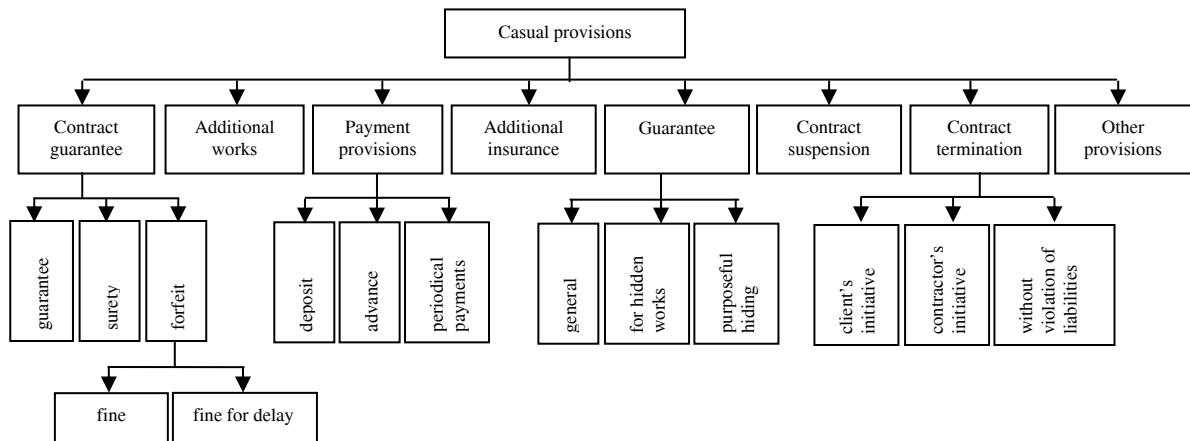 Casual provisions
Contract
guarantee
Additional
works
Payment
provisions
Additional
insurance
Guarantee
Contract
suspension
Contract
termination
Other
provisions
guarantee
surety
forfeit
deposit
advance
periodical
payments
general
for hidden
works
purposeful
hiding
client's
initiative
contractor's
initiative
without
violation of
liabilities
fine
fine for delay